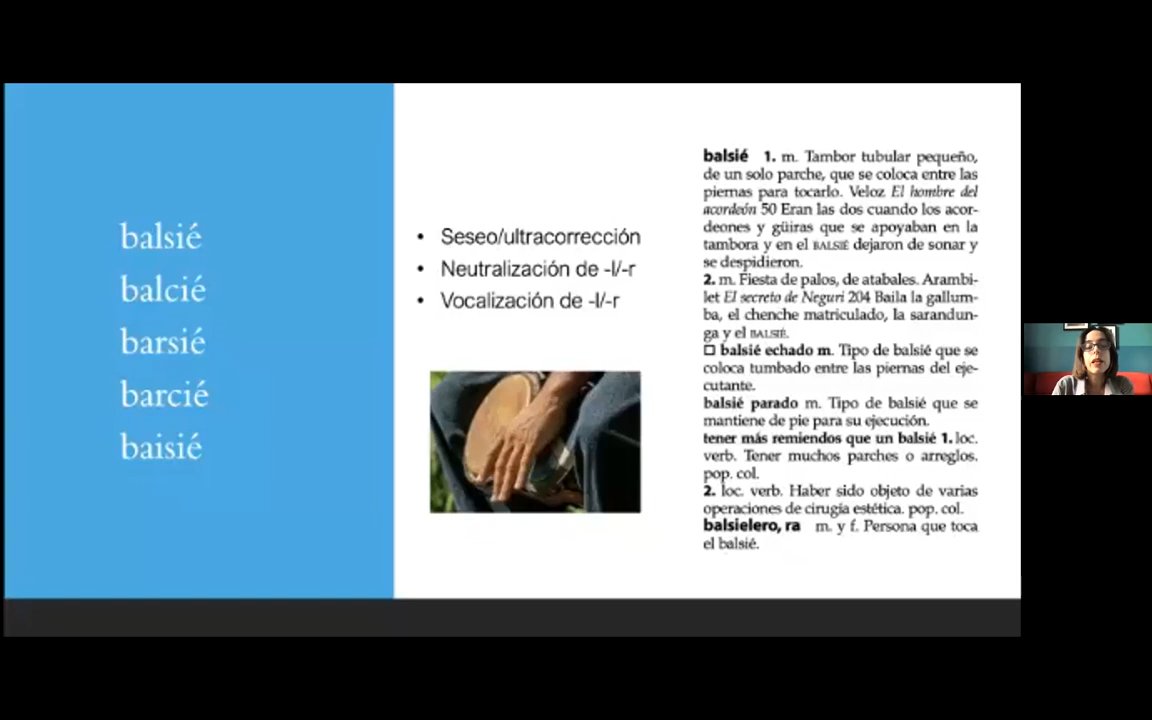 balsié
balcié
barsié
barcié
baisié
• Seseo/ultracorrección
• Neutralización de -l/-r
• Vocalización de -l/-r
balsié 1. m. Tambor tubular pequeño,
de un solo parche, que se coloca entre las
piernas para tocarlo. Veloz El hombre del
acordeón 50 Eran las dos cuando los acor-
deones y güiras que se apoyaban en la
tambora y en el BALSIÉ dejaron de sonar y
se despidieron.
2. m. Fiesta de palos, de atabales. Arambi-
let El secreto de Neguri 204 Baila la gallum-
ba, el chenche matriculado, la sarandun-
ga y el BALSIÉ.
□ balsié echado m. Tipo de balsié que se
coloca tumbado entre las piernas del eje-
cutante.
balsié parado m. Tipo de balsié que se
mantiene de pie para su ejecución.
tener más remiendos que un balsié 1. loc.
verb. Tener muchos parches o arreglos.
pop. col.
2. loc. verb. Haber sido objeto de varias
operaciones de cirugía estética. pop. col.
balsielero, ra m. y f. Persona que toca
el balsié.